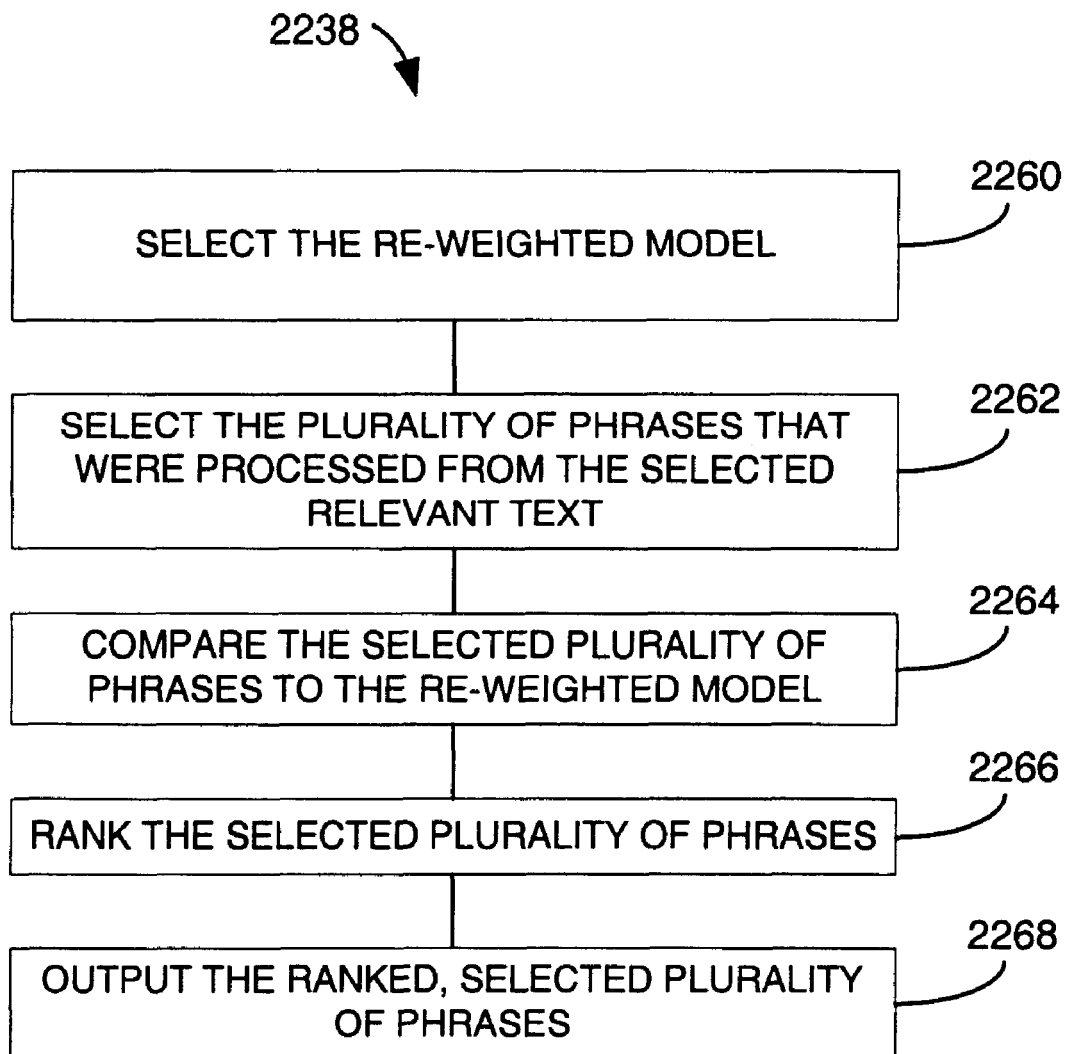 2238
2260
SELECT THE RE-WEIGHTED MODEL
2262
SELECT THE PLURALITY OF PHRASES THAT
WERE PROCESSED FROM THE SELECTED
RELEVANT TEXT
2264
COMPARE THE SELECTED PLURALITY OF
PHRASES TO THE RE-WEIGHTED MODEL
2266
RANK THE SELECTED PLURALITY OF PHRASES
2268
OUTPUT THE RANKED, SELECTED PLURALITY
OF PHRASES